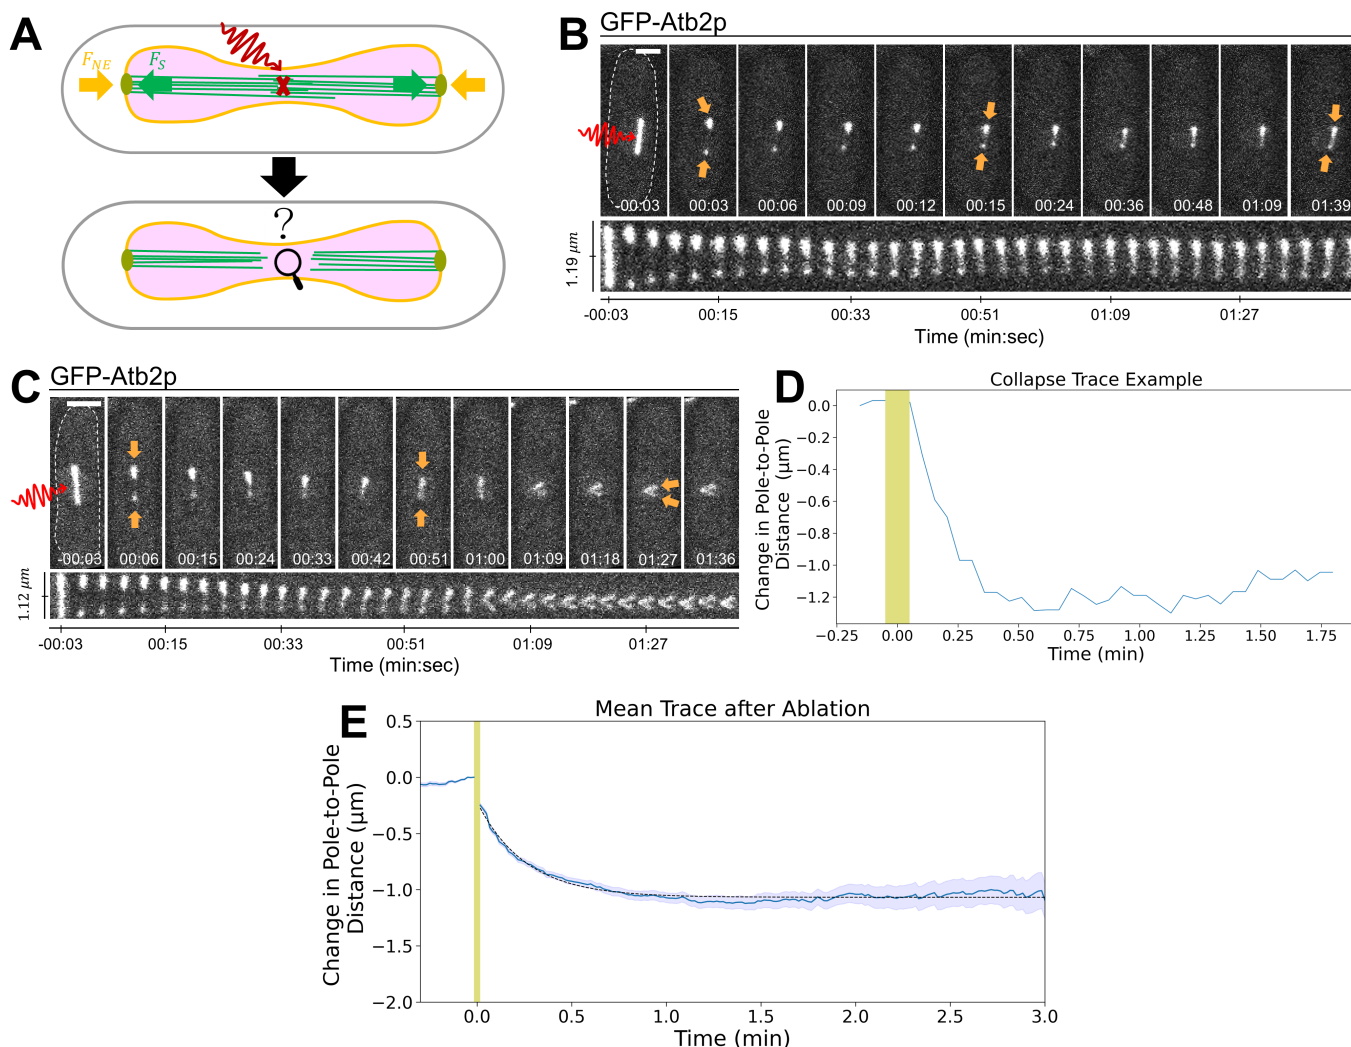 A
F_NE
F_S
?
B
GFP-Atb2p
-00:03 00:03 00:06 00:09 00:12 00:15 00:24 00:36 00:48 01:09 01:39
1.19 μm
-00:03 00:15 00:33 00:51 01:09 01:27
Time (min:sec)
C
GFP-Atb2p
-00:03 00:06 00:15 00:24 00:33 00:42 00:51 01:00 01:09 01:18 01:27 01:36
1.12 μm
-00:03 00:15 00:33 00:51 01:09 01:27
Time (min:sec)
D
Collapse Trace Example
Change in Pole-to-Pole
Distance (μm)
0.0
−0.2
−0.4
−0.6
−0.8
−1.0
−1.2
−0.25 0.00 0.25 0.50 0.75 1.00 1.25 1.50 1.75
Time (min)
E
Mean Trace after Ablation
Change in Pole-to-Pole
Distance (μm)
0.5
0.0
−0.5
−1.0
−1.5
−2.0
0.0 0.5 1.0 1.5 2.0 2.5 3.0
Time (min)